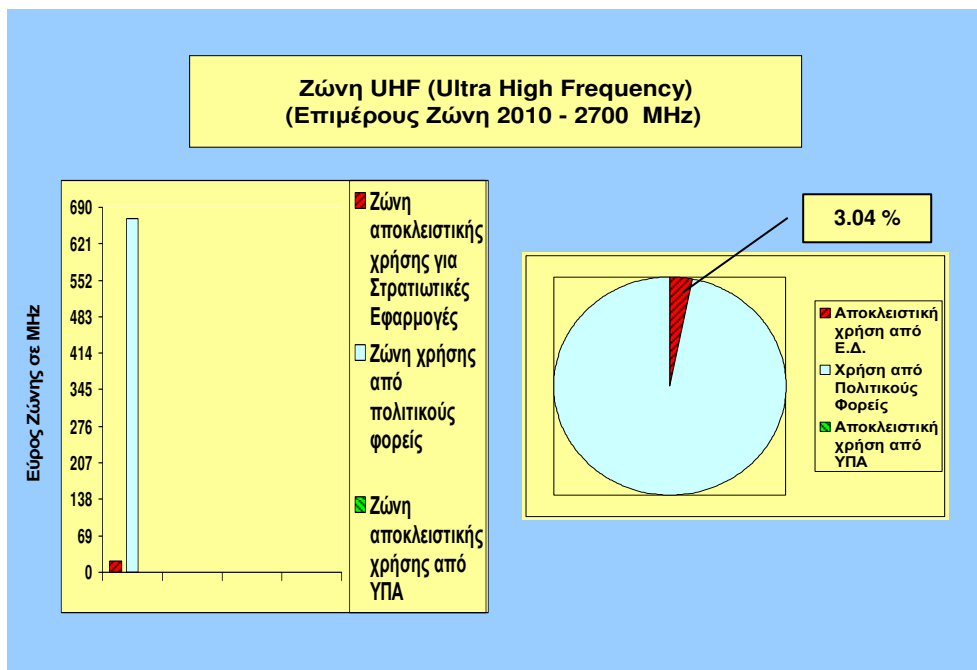 Ζώνη UHF (Ultra High Frequency)
(Επιμέρους Ζώνη 2010 - 2700 MHz)
Εύρος Ζώνης σε MHz
690
621
552
483
414
345
276
207
138
69
0
Ζώνη
αποκλειστικής
χρήσης για
Στρατιωτικές
Εφαρμογές
Ζώνη χρήσης
από
πολιτικούς
φορείς
Ζώνη
αποκλειστικής
χρήσης από
ΥΠΑ
3.04 %
Αποκλειστική
χρήση από
Ε.Δ.
Χρήση από
Πολιτικούς
Φορείς
Αποκλειστική
χρήση από
ΥΠΑ